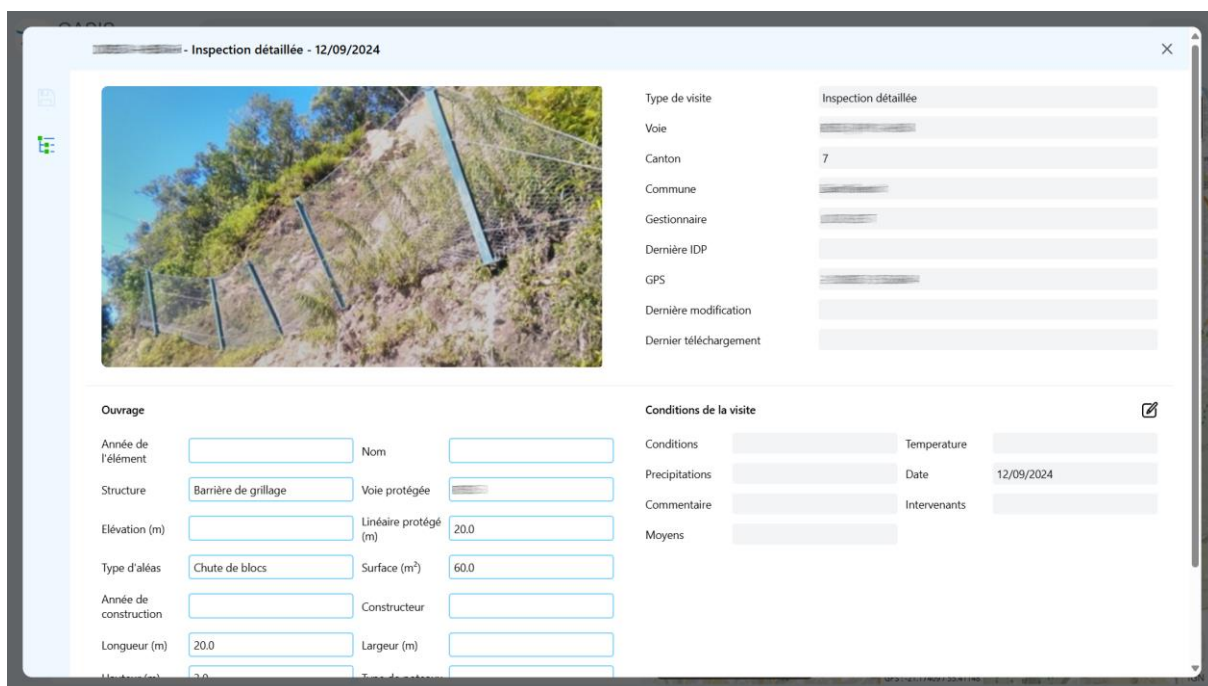 - Inspection détaillée - 12/09/2024
Type de visite Inspection détaillée
Voie
Canton 7
Commune
Gestionnaire
Dernière IDP
GPS
Dernière modification
Dernier téléchargement
Ouvrage
Année de l'élément
Nom
Structure Barrière de grillage
Voie protégée
Elévation (m)
Linéaire protégé (m) 20.0
Type d'aléas Chute de blocs
Surface (m²) 60.0
Année de construction
Constructeur
Longueur (m) 20.0
Largeur (m)
Conditions de la visite
Conditions
Temperature
Precipitations
Date 12/09/2024
Commentaire
Intervenants
Moyens